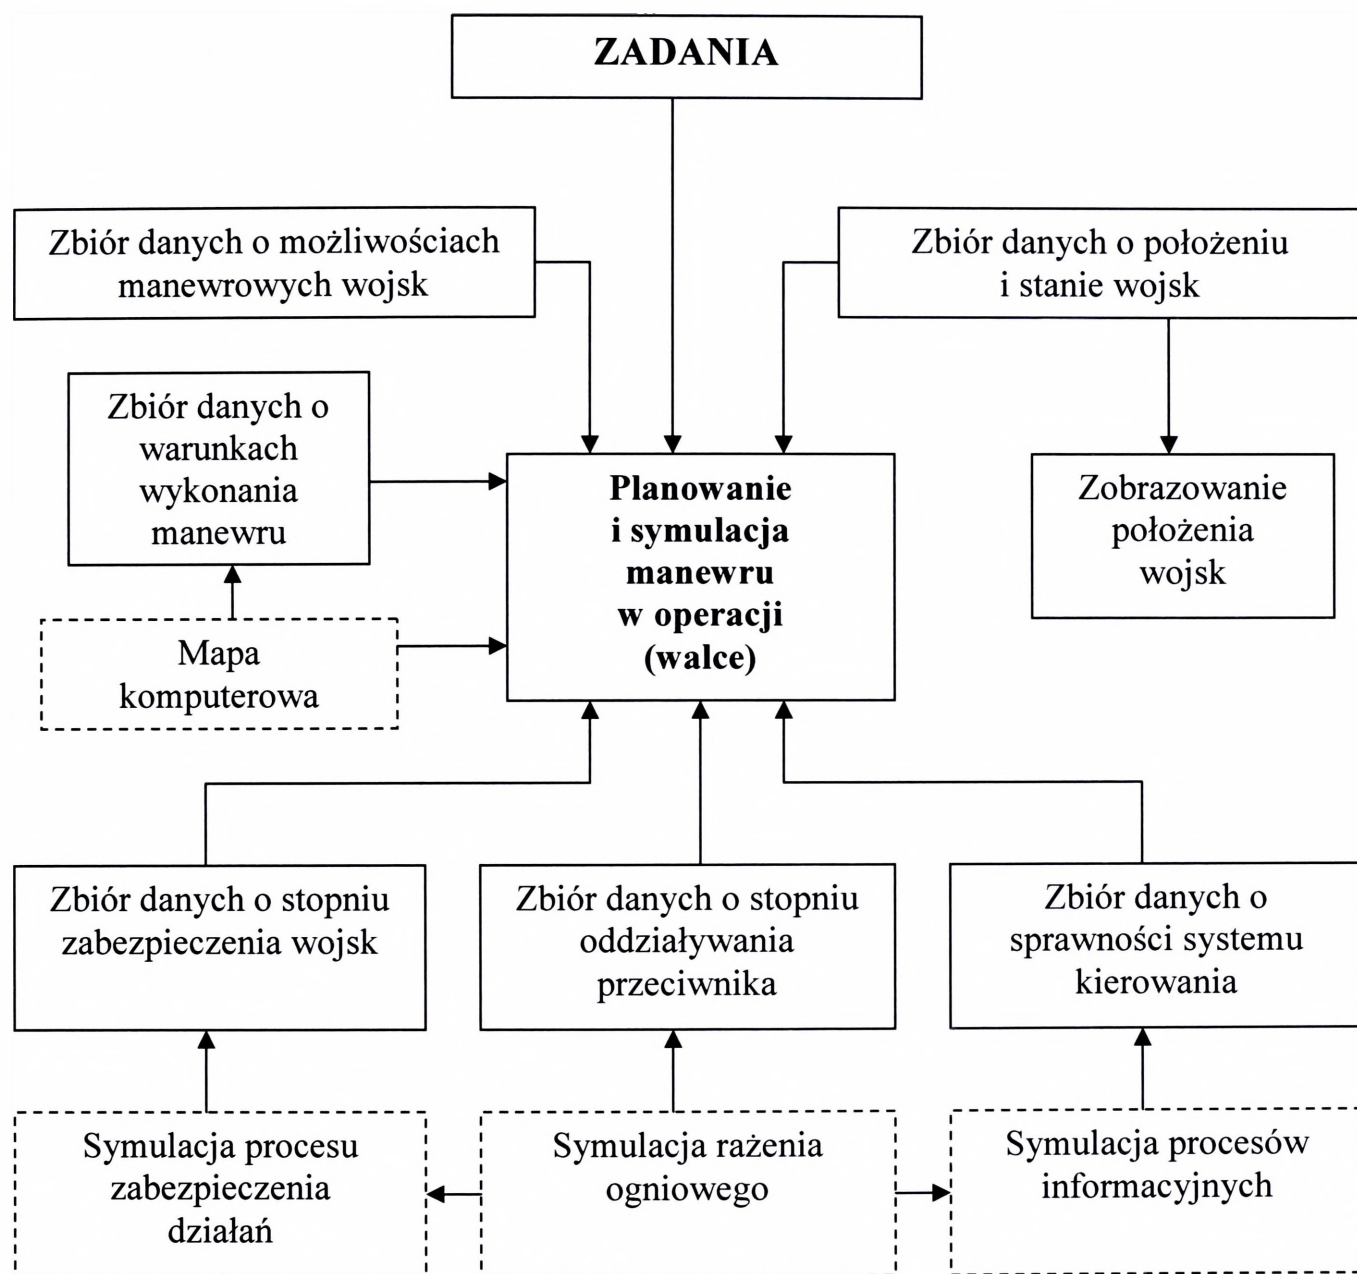 ZADANIA
Zbiór danych o możliwościach
manewrowych wojsk
Zbiór danych o położeniu
i stanie wojsk
Zbiór danych o
warunkach
wykonania
manewru
Planowanie
i symulacja
manewru
w operacji
(walce)
Zobrazowanie
położenia
wojsk
Mapa
komputerowa
Zbiór danych o stopniu
zabezpieczenia wojsk
Zbiór danych o stopniu
oddziaływania
przeciwnika
Zbiór danych o
sprawności systemu
kierowania
Symulacja procesu
zabezpieczenia
działań
Symulacja rażenia
ogniowego
Symulacja procesów
informacyjnych